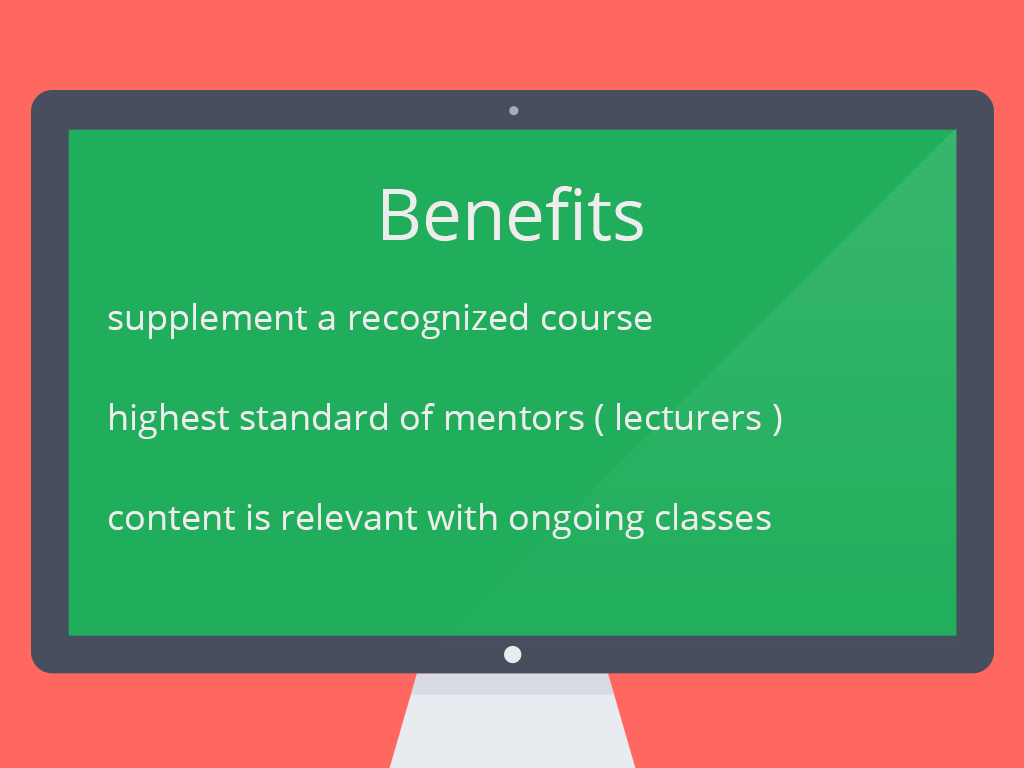 Benefits
supplement a recognized course
highest standard of mentors ( lecturers )
content is relevant with ongoing classes